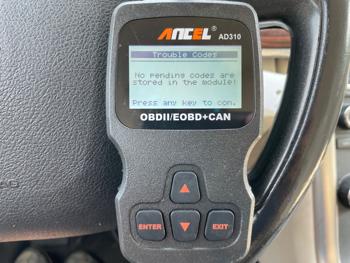 ANCEL® AD310
Trouble Codes
No pending codes are
stored in the module!
Press any key to con.
OBDII/EOBD+CAN
ENTER
EXIT